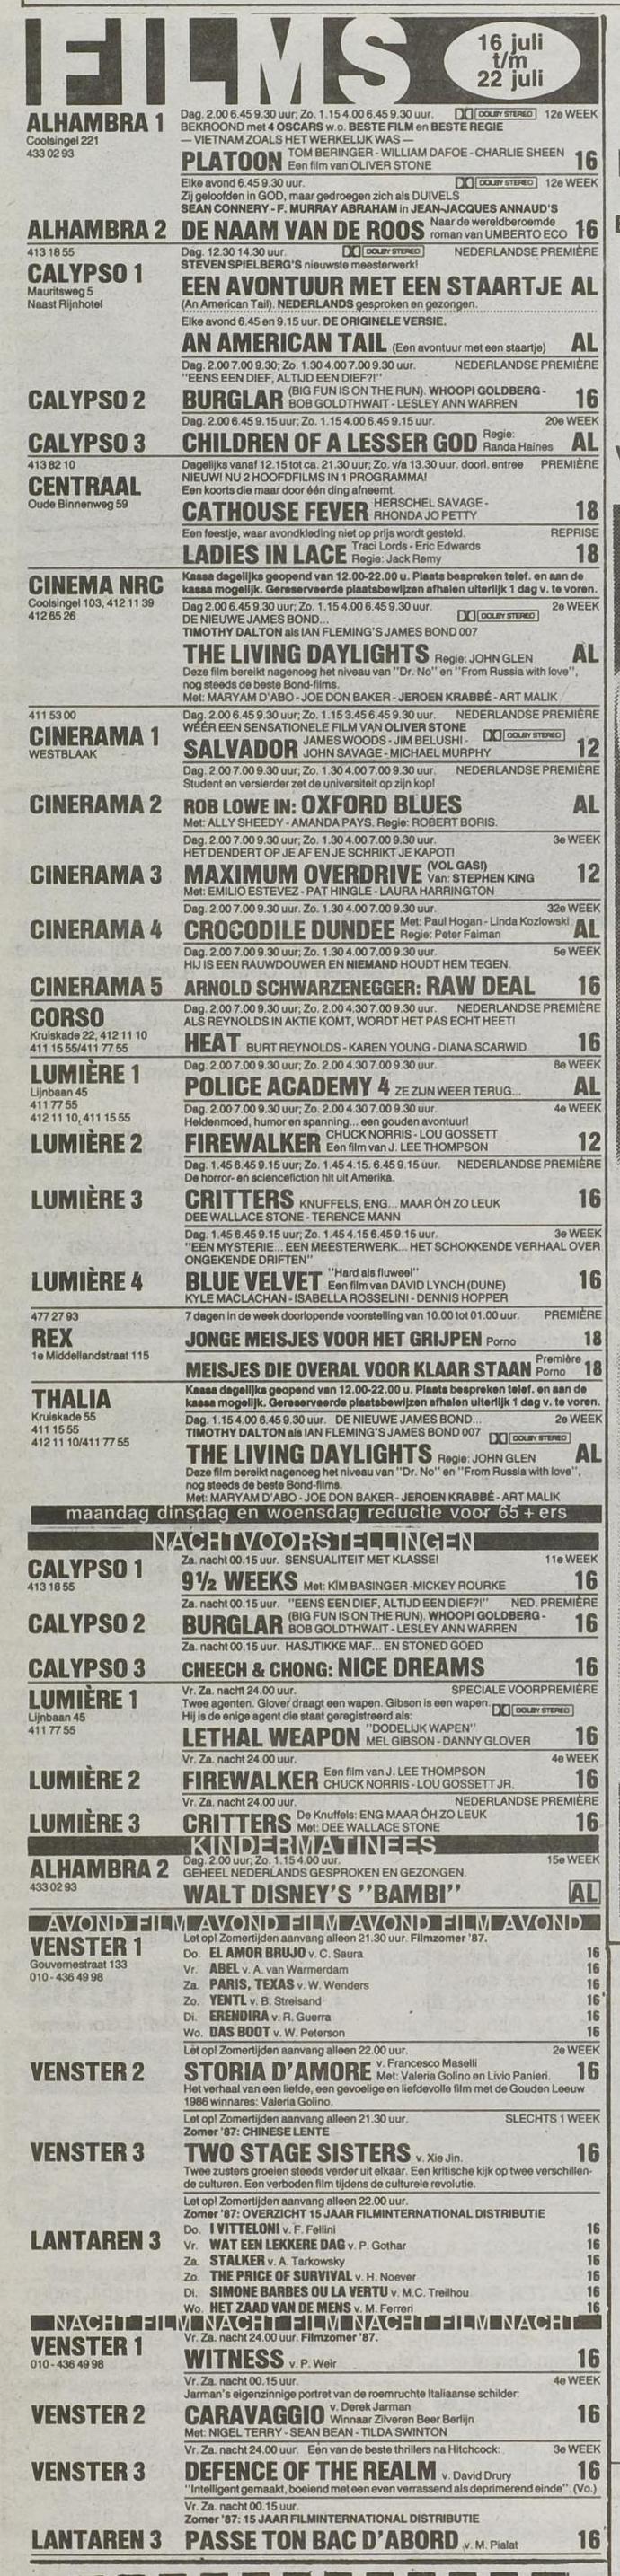 FILMS
16 juli
t/m
22 juli
ALHAMBRA 1
Coolsingel 221
433 02 93
Dag. 2.00 6.45 9.30 uur; Zo. 1.15 4.00 6.45 9.30 uur. DOLBY STEREO 12e WEEK
BEKROOND met 4 OSCARS w.o. BESTE FILM en BESTE REGIE
— VIETNAM ZOALS HET WERKELIJK WAS —
PLATOON TOM BERINGER - WILLIAM DAFOE - CHARLIE SHEEN
Een film van OLIVER STONE 16
Elke avond 6.45 9.30 uur. DOLBY STEREO 12e WEEK
Zij geloofden in GOD, maar gedroegen zich als DUIVELS
SEAN CONNERY - F. MURRAY ABRAHAM in JEAN-JACQUES ANNAUD'S
ALHAMBRA 2 DE NAAM VAN DE ROOS Naar de wereldberoemde
roman van UMBERTO ECO 16
413 18 55
CALYPSO 1
Mauritsweg 5
Naast Rijnhotel
Dag. 12.30 14.30 uur. DOLBY STEREO NEDERLANDSE PREMIÈRE
STEVEN SPIELBERG'S nieuwste meesterwerk!
EEN AVONTUUR MET EEN STAARTJE AL
(An American Tail). NEDERLANDS gesproken en gezongen.
Elke avond 6.45 en 9.15 uur. DE ORIGINELE VERSIE.
AN AMERICAN TAIL (Een avontuur met een staartje) AL
Dag. 2.00 7.00 9.30; Zo. 1.30 4.00 7.00 9.30 uur. NEDERLANDSE PREMIÈRE
"EENS EEN DIEF, ALTIJD EEN DIEF?!"
CALYPSO 2 BURGLAR (BIG FUN IS ON THE RUN). WHOOPI GOLDBERG -
BOB GOLDTHWAIT - LESLEY ANN WARREN 16
Dag. 2.00 6.45 9.15 uur; Zo. 1.15 4.00 6.45 9.15 uur. 20e WEEK
CALYPSO 3 CHILDREN OF A LESSER GOD Regie:
Randa Haines AL
413 82 10
CENTRAAL
Oude Binnenweg 59
Dagelijks vanaf 12.15 tot ca. 21.30 uur; Zo. v/a 13.30 uur. doorl. entree PREMIÈRE
NIEUW! NU 2 HOOFDFILMS IN 1 PROGRAMMA!
Een koorts die maar door één ding afneemt.
CATHOUSE FEVER HERSCHEL SAVAGE -
RHONDA JO PETTY 18
Een feestje, waar avondkleding niet op prijs wordt gesteld. REPRISE
LADIES IN LACE Traci Lords - Eric Edwards
Regie: Jack Remy 18
CINEMA NRC
Coolsingel 103, 412 11 39
412 65 26
Kassa dagelijks geopend van 12.00-22.00 u. Plaats bespreken telef. en aan de
kassa mogelijk. Gereserveerde plaatsbewijzen afhalen uiterlijk 1 dag v. te voren.
Dag 2.00 6.45 9.30 uur; Zo. 1.15 4.00 6.45 9.30 uur. 2e WEEK
DE NIEUWE JAMES BOND... DOLBY STEREO
TIMOTHY DALTON als IAN FLEMING'S JAMES BOND 007
THE LIVING DAYLIGHTS Regie: JOHN GLEN AL
Deze film bereikt nagenoeg het niveau van "Dr. No" en "From Russia with love",
nog steeds de beste Bond-films.
Met: MARYAM D'ABO - JOE DON BAKER - JEROEN KRABBÉ - ART MALIK
411 53 00
CINERAMA 1
WESTBLAAK
Dag. 2.00 6.45 9.30 uur; Zo. 1.15 3.45 6.45 9.30 uur. NEDERLANDSE PREMIÈRE
WÉÉR EEN SENSATIONELE FILM VAN OLIVER STONE DOLBY STEREO
SALVADOR JAMES WOODS - JIM BELUSHI -
JOHN SAVAGE - MICHAEL MURPHY 12
Dag. 2.00 7.00 9.30 uur; Zo. 1.30 4.00 7.00 9.30 uur. NEDERLANDSE PREMIÈRE
Student en versierder zet de universiteit op zijn kop!
CINERAMA 2 ROB LOWE IN: OXFORD BLUES AL
Met: ALLY SHEEDY - AMANDA PAYS. Regie: ROBERT BORIS.
Dag. 2.00 7.00 9.30 uur; Zo. 1.30 4.00 7.00 9.30 uur. 3e WEEK
HET DENDERT OP JE AF EN JE SCHRIKT JE KAPOT!
CINERAMA 3 MAXIMUM OVERDRIVE (VOL GAS!)
Van: STEPHEN KING 12
Met: EMILIO ESTEVEZ - PAT HINGLE - LAURA HARRINGTON
Dag. 2.00 7.00 9.30 uur. Zo. 1.30 4.00 7.00 9.30 uur. 32e WEEK
CINERAMA 4 CROCODILE DUNDEE Met: Paul Hogan - Linda Kozlowski
Regie: Peter Faiman AL
Dag. 2.00 7.00 9.30 uur; Zo. 1.30 4.00 7.00 9.30 uur. 5e WEEK
HIJ IS EEN RAUWDOUWER EN NIEMAND HOUDT HEM TEGEN.
CINERAMA 5 ARNOLD SCHWARZENEGGER: RAW DEAL 16
CORSO
Kruiskade 22, 412 11 10
411 15 55/411 77 55
Dag. 2.00 7.00 9.30 uur; Zo. 2.00 4.30 7.00 9.30 uur. NEDERLANDSE PREMIÈRE
ALS REYNOLDS IN AKTIE KOMT, WORDT HET PAS ECHT HEET!
HEAT BURT REYNOLDS - KAREN YOUNG - DIANA SCARWID 16
LUMIÈRE 1
Lijnbaan 45
411 77 55
412 11 10, 411 15 55
Dag. 2.00 7.00 9.30 uur; Zo. 2.00 4.30 7.00 9.30 uur. 8e WEEK
POLICE ACADEMY 4 ZE ZIJN WEER TERUG... AL
Dag. 2.00 7.00 9.30 uur; Zo. 2.00 4.30 7.00 9.30 uur. 4e WEEK
Heldenmoed, humor en spanning... een gouden avontuur!
LUMIÈRE 2 FIREWALKER CHUCK NORRIS - LOU GOSSETT
Een film van J. LEE THOMPSON 12
Dag. 1.45 6.45 9.15 uur; Zo. 1.45 4.15. 6.45 9.15 uur. NEDERLANDSE PREMIÈRE
De horror- en sciencefiction hit uit Amerika.
LUMIÈRE 3 CRITTERS KNUFFELS, ENG... MAAR ÓH ZO LEUK 16
DEE WALLACE STONE - TERENCE MANN
Dag. 1.45 6.45 9.15 uur; Zo. 1.45 4.15 6.45 9.15 uur. 3e WEEK
"EEN MYSTERIE... EEN MEESTERWERK... HET SCHOKKENDE VERHAAL OVER
ONGEKENDE DRIFTEN"
LUMIÈRE 4 BLUE VELVET "Hard als fluweel"
Een film van DAVID LYNCH (DUNE) 16
KYLE MACLACHAN - ISABELLA ROSSELINI - DENNIS HOPPER
477 27 93
REX
1e Middellandstraat 115
7 dagen in de week doorlopende voorstelling van 10.00 tot 01.00 uur. PREMIÈRE
JONGE MEISJES VOOR HET GRIJPEN Porno 18
MEISJES DIE OVERAL VOOR KLAAR STAAN Première
Porno 18
THALIA
Kruiskade 55
411 15 55
412 11 10/411 77 55
Kassa dagelijks geopend van 12.00-22.00 u. Plaats bespreken telef. en aan de
kassa mogelijk. Gereserveerde plaatsbewijzen afhalen uiterlijk 1 dag v. te voren.
Dag. 1.15 4.00 6.45 9.30 uur. DE NIEUWE JAMES BOND... 2e WEEK
TIMOTHY DALTON als IAN FLEMING'S JAMES BOND 007 DOLBY STEREO
THE LIVING DAYLIGHTS Regie: JOHN GLEN AL
Deze film bereikt nagenoeg het niveau van "Dr. No" en "From Russia with love",
nog steeds de beste Bond-films.
Met: MARYAM D'ABO - JOE DON BAKER - JEROEN KRABBÉ - ART MALIK
maandag dinsdag en woensdag reductie voor 65 + ers
NACHTVOORSTELLINGEN
CALYPSO 1
413 18 55
Za. nacht 00.15 uur. SENSUALITEIT MET KLASSE! 11e WEEK
9½ WEEKS Met: KIM BASINGER - MICKEY ROURKE 16
Za. nacht 00.15 uur. "EENS EEN DIEF, ALTIJD EEN DIEF?!" NED. PREMIÈRE
CALYPSO 2 BURGLAR (BIG FUN IS ON THE RUN). WHOOPI GOLDBERG -
BOB GOLDTHWAIT - LESLEY ANN WARREN 16
Za. nacht 00.15 uur. HASJTIKKE MAF... EN STONED GOED
CALYPSO 3 CHEECH & CHONG: NICE DREAMS 16
LUMIÈRE 1
Lijnbaan 45
411 77 55
Vr. Za. nacht 24.00 uur. SPECIALE VOORPREMIÈRE
Twee agenten. Glover draagt een wapen. Gibson is een wapen.
Hij is de enige agent die staat geregistreerd als: DOLBY STEREO
LETHAL WEAPON "DODELIJK WAPEN"
MEL GIBSON - DANNY GLOVER 16
Vr. Za. nacht 24.00 uur. 4e WEEK
LUMIÈRE 2 FIREWALKER Een film van J. LEE THOMPSON
CHUCK NORRIS - LOU GOSSETT JR. 16
Vr. Za. nacht 24.00 uur. NEDERLANDSE PREMIÈRE
LUMIÈRE 3 CRITTERS De Knuffels: ENG MAAR ÓH ZO LEUK
Met: DEE WALLACE STONE 16
KINDERMATINEES
ALHAMBRA 2
433 02 93
Dag. 2.00 uur; Zo. 1.15 4.00 uur. 15e WEEK
GEHEEL NEDERLANDS GESPROKEN EN GEZONGEN.
WALT DISNEY'S "BAMBI" AL
AVOND FILM AVOND FILM AVOND FILM AVOND
VENSTER 1
Gouvernestraat 133
010 - 436 49 98
Let op! Zomertijden aanvang alleen 21.30 uur. Filmzomer '87.
Do. EL AMOR BRUJO v. C. Saura 16
Vr. ABEL v. A. van Warmerdam 16
Za. PARIS, TEXAS v. W. Wenders 16
Zo. YENTL v. B. Streisand 16
Di. ERENDIRA v. R. Guerra 16
Wo. DAS BOOT v. W. Peterson 16
Let op! Zomertijden aanvang alleen 22.00 uur. 2e WEEK
VENSTER 2 STORIA D'AMORE v. Francesco Maselli
Met: Valeria Golino en Livio Panieri. 16
Het verhaal van een liefde, een gevoelige en liefdevolle film met de Gouden Leeuw
1986 winnares: Valeria Golino.
Let op! Zomertijden aanvang alleen 21.30 uur. SLECHTS 1 WEEK
Zomer '87: CHINESE LENTE
VENSTER 3 TWO STAGE SISTERS v. Xie Jin. 16
Twee zusters groeien steeds verder uit elkaar. Een kritische kijk op twee verschillen-
de culturen. Een verboden film tijdens de culturele revolutie.
Let op! Zomertijden aanvang alleen 22.00 uur.
Zomer '87: OVERZICHT 15 JAAR FILMINTERNATIONAL DISTRIBUTIE
LANTAREN 3
Do. I VITTELONI v. F. Fellini 16
Vr. WAT EEN LEKKERE DAG v. P. Gothar 16
Za. STALKER v. A. Tarkowsky 16
Zo. THE PRICE OF SURVIVAL v. H. Noever 16
Di. SIMONE BARBES OU LA VERTU v. M.C. Treilhou 16
Wo. HET ZAAD VAN DE MENS v. M. Ferreri 16
NACHT FILM NACHT FILM NACHT FILM NACHT
VENSTER 1
010 - 436 49 98
Vr. Za. nacht 24.00 uur. Filmzomer '87.
WITNESS v. P. Weir 16
Vr. Za. nacht 00.15 uur. 4e WEEK
Jarman's eigenzinnige portret van de roemruchte Italiaanse schilder:
VENSTER 2 CARAVAGGIO v. Derek Jarman
Winnaar Zilveren Beer Berlijn 16
Met: NIGEL TERRY - SEAN BEAN - TILDA SWINTON
Vr. Za. nacht 24.00 uur. Eén van de beste thrillers na Hitchcock: 3e WEEK
VENSTER 3 DEFENCE OF THE REALM v. David Drury 16
"Intelligent gemaakt, boeiend met een even verrassend als deprimerend einde". (Vo.)
Vr. Za. nacht 00.15 uur.
Zomer '87: 15 JAAR FILMINTERNATIONAL DISTRIBUTIE
LANTAREN 3 PASSE TON BAC D'ABORD v. M. Pialat 16